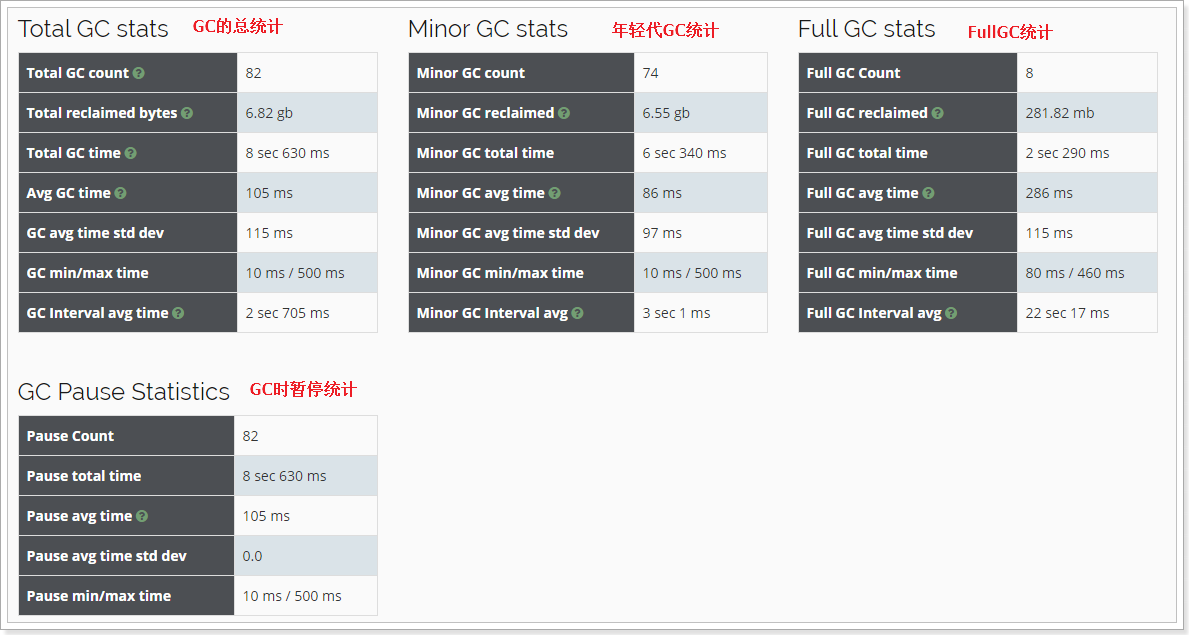 Total GC stats GC的总统计
Total GC count 82
Total reclaimed bytes 6.82 gb
Total GC time 8 sec 630 ms
Avg GC time 105 ms
GC avg time std dev 115 ms
GC min/max time 10 ms / 500 ms
GC Interval avg time 2 sec 705 ms
Minor GC stats 年轻代GC统计
Minor GC count 74
Minor GC reclaimed 6.55 gb
Minor GC total time 6 sec 340 ms
Minor GC avg time 86 ms
Minor GC avg time std dev 97 ms
Minor GC min/max time 10 ms / 500 ms
Minor GC Interval avg 3 sec 1 ms
Full GC stats FullGC统计
Full GC Count 8
Full GC reclaimed 281.82 mb
Full GC total time 2 sec 290 ms
Full GC avg time 286 ms
Full GC avg time std dev 115 ms
Full GC min/max time 80 ms / 460 ms
Full GC Interval avg 22 sec 17 ms
GC Pause Statistics GC时暂停统计
Pause Count 82
Pause total time 8 sec 630 ms
Pause avg time 105 ms
Pause avg time std dev 0.0
Pause min/max time 10 ms / 500 ms